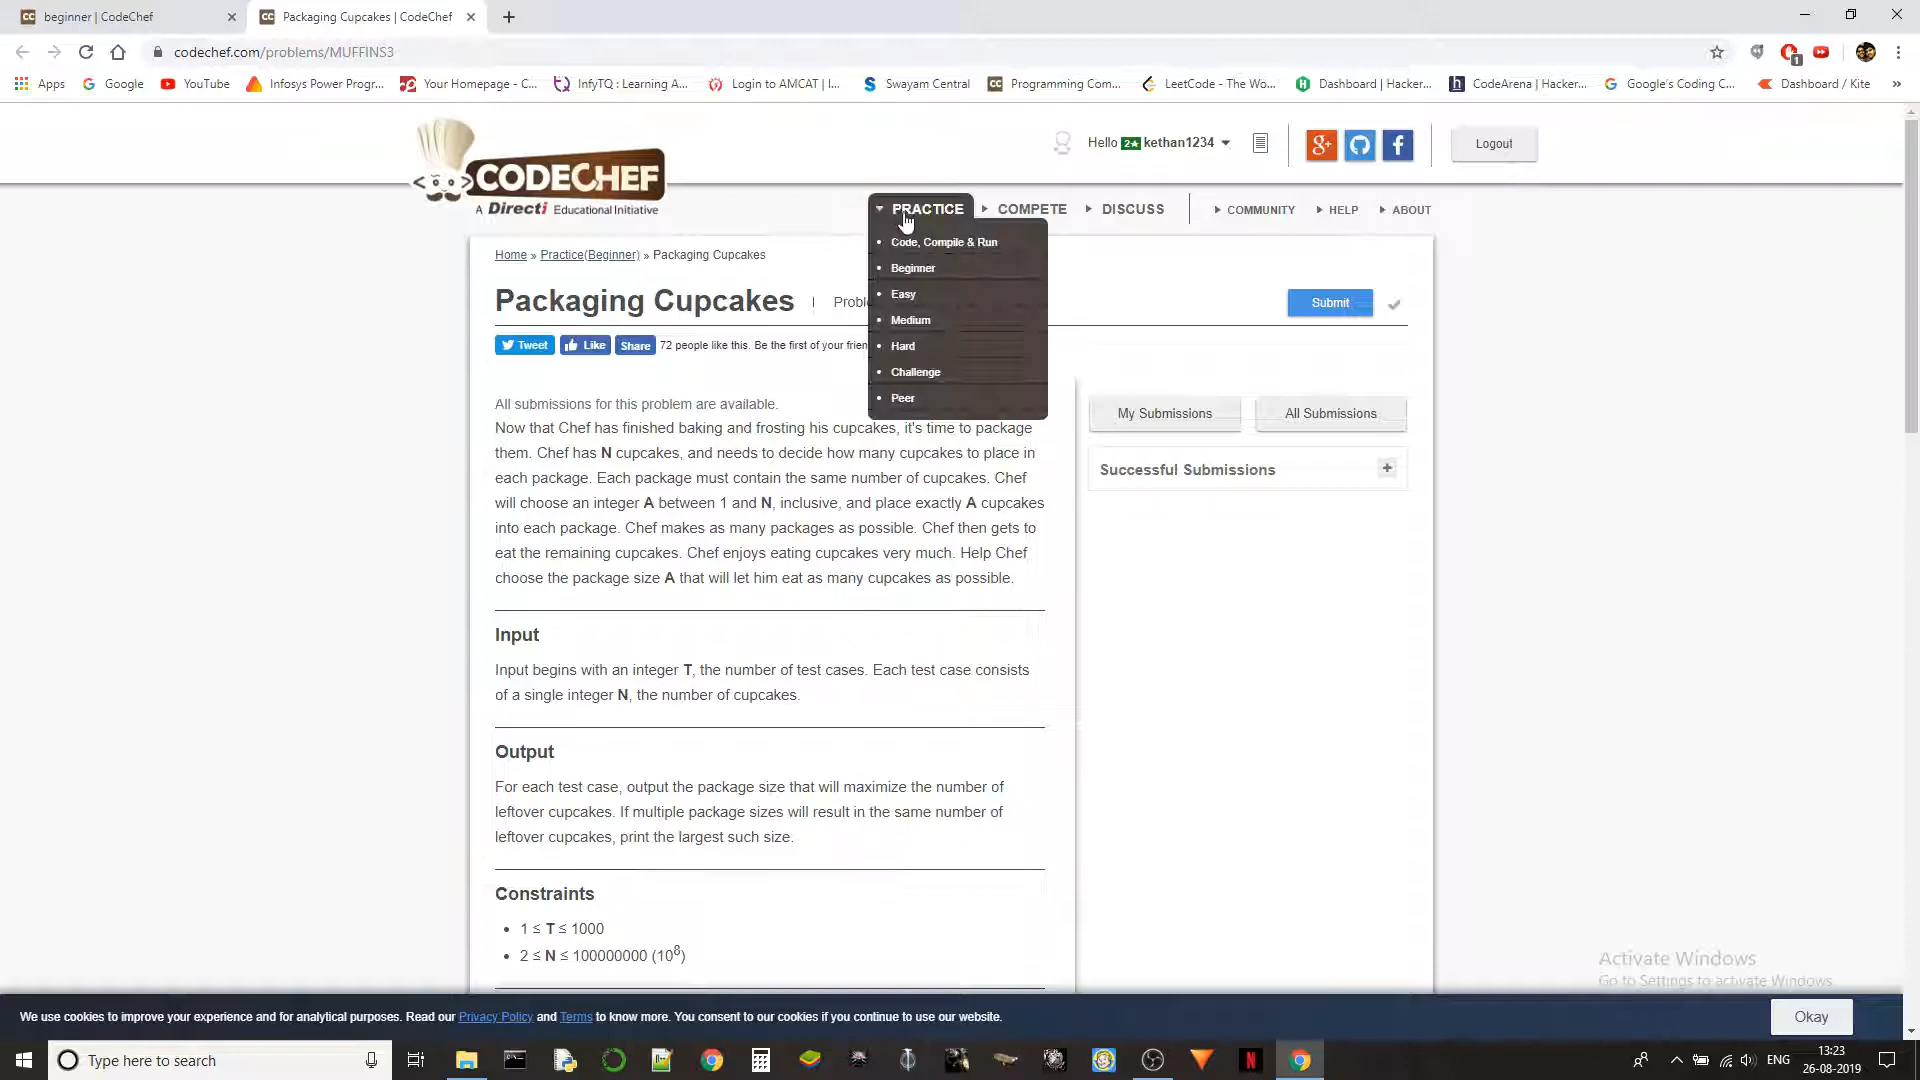 beginner | CodeChef
Packaging Cupcakes | CodeChef
codechef.com/problems/MUFFINS3
Apps
Google
YouTube
Infosys Power Progr...
Your Homepage - C...
InfyTQ : Learning A...
Login to AMCAT | I...
Swayam Central
Programming Com...
LeetCode - The Wo...
Dashboard | Hacker...
CodeArena | Hacker...
Google's Coding C...
Dashboard / Kite
CODECHEF
A Directi Educational Initiative
Hello 2★ kethan1234
Logout
PRACTICE
COMPETE
DISCUSS
COMMUNITY
HELP
ABOUT
Code, Compile & Run
Beginner
Easy
Medium
Hard
Challenge
Peer
Home » Practice(Beginner) » Packaging Cupcakes
Packaging Cupcakes
Submit
Tweet
Like
Share
72 people like this. Be the first of your
All submissions for this problem are available.
Now that Chef has finished baking and frosting his cupcakes, it's time to package
them. Chef has N cupcakes, and needs to decide how many cupcakes to place in
each package. Each package must contain the same number of cupcakes. Chef
will choose an integer A between 1 and N, inclusive, and place exactly A cupcakes
into each package. Chef makes as many packages as possible. Chef then gets to
eat the remaining cupcakes. Chef enjoys eating cupcakes very much. Help Chef
choose the package size A that will let him eat as many cupcakes as possible.
My Submissions
All Submissions
Successful Submissions
Input
Input begins with an integer T, the number of test cases. Each test case consists
of a single integer N, the number of cupcakes.
Output
For each test case, output the package size that will maximize the number of
leftover cupcakes. If multiple package sizes will result in the same number of
leftover cupcakes, print the largest such size.
Constraints
1 ≤ T ≤ 1000
2 ≤ N ≤ 100000000 (10^8)
Activate Windows
Go to Settings to activate Windows.
We use cookies to improve your experience and for analytical purposes. Read our Privacy Policy and Terms to know more. You consent to our cookies if you continue to use our website.
Okay
Type here to search
ENG
13:23
26-08-2019